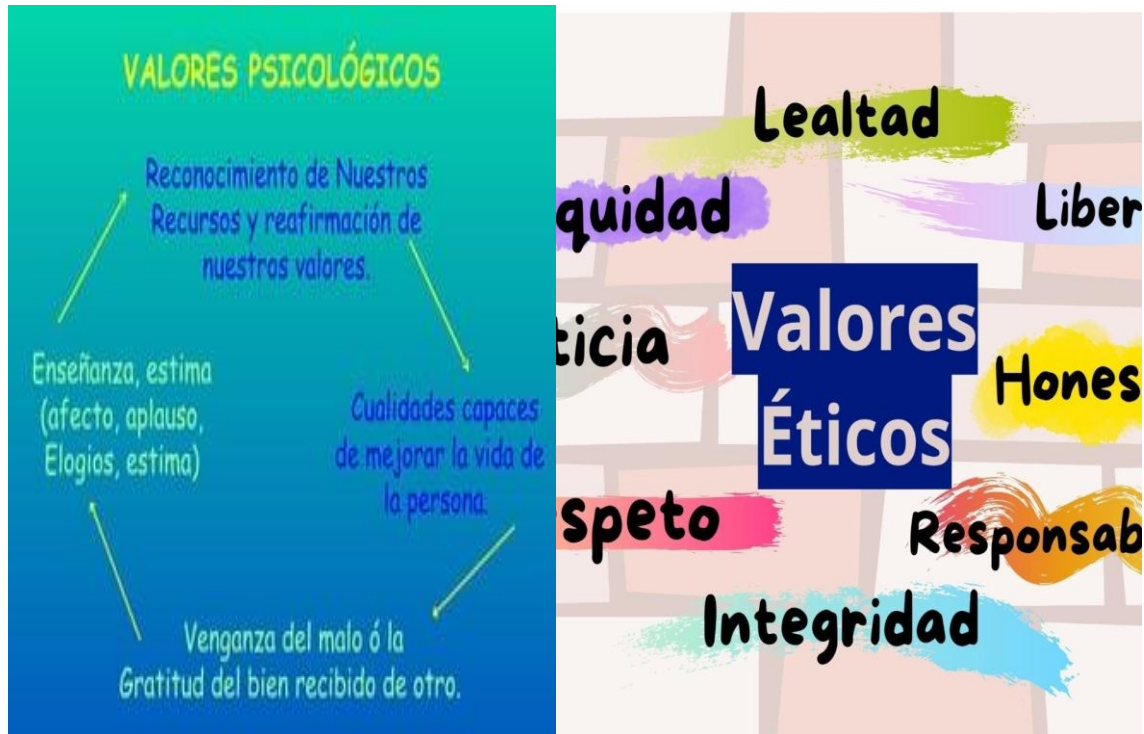 VALORES PSICOLÓGICOS
Reconocimiento de Nuestros
Recursos y reafirmación de
nuestros valores.
Enseñanza, estima
(afecto, aplauso,
Elogios, estima)
Cualidades capaces
de mejorar la vida de
la persona.
Venganza del malo ó la
Gratitud del bien recibido de otro.
Lealtad
quidad
Liber
ticia
Valores
Éticos
Hones
speto
Responsab
Integridad